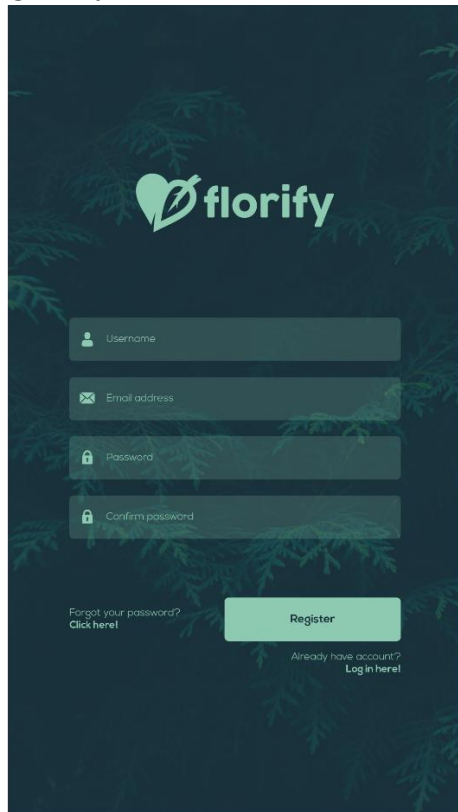 florify
Username
Email address
Password
Confirm password
Forgot your password?
Click here!
Register
Already have account?
Log in here!